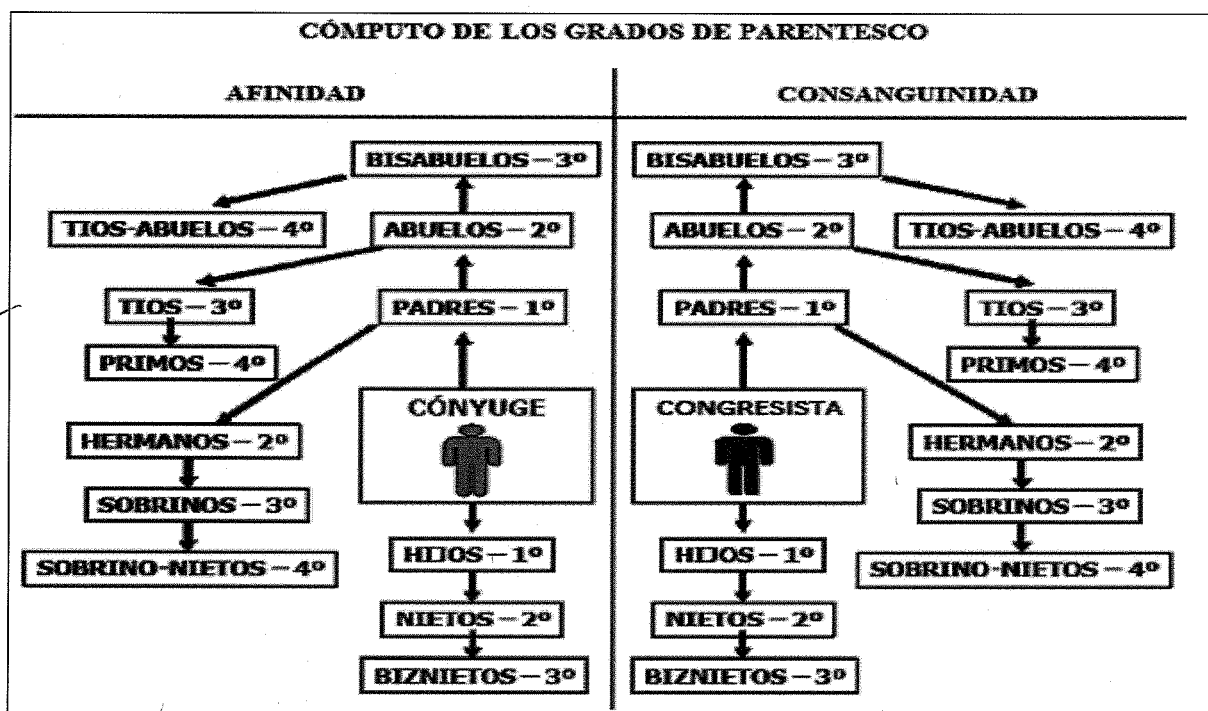 CÓMPUTO DE LOS GRADOS DE PARENTESCO
AFINIDAD
BISABUELOS – 3º
TIOS-ABUELOS – 4º
ABUELOS – 2º
TIOS – 3º
PADRES – 1º
PRIMOS – 4º
CÓNYUGE
HERMANOS – 2º
SOBRINOS – 3º
HIJOS – 1º
SOBRINO-NIETOS – 4º
NIETOS – 2º
BIZNIETOS – 3º
CONSANGUINIDAD
BISABUELOS – 3º
ABUELOS – 2º
TIOS-ABUELOS – 4º
PADRES – 1º
TIOS – 3º
PRIMOS – 4º
CONGRESISTA
HERMANOS – 2º
SOBRINOS – 3º
HIJOS – 1º
SOBRINO-NIETOS – 4º
NIETOS – 2º
BIZNIETOS – 3º